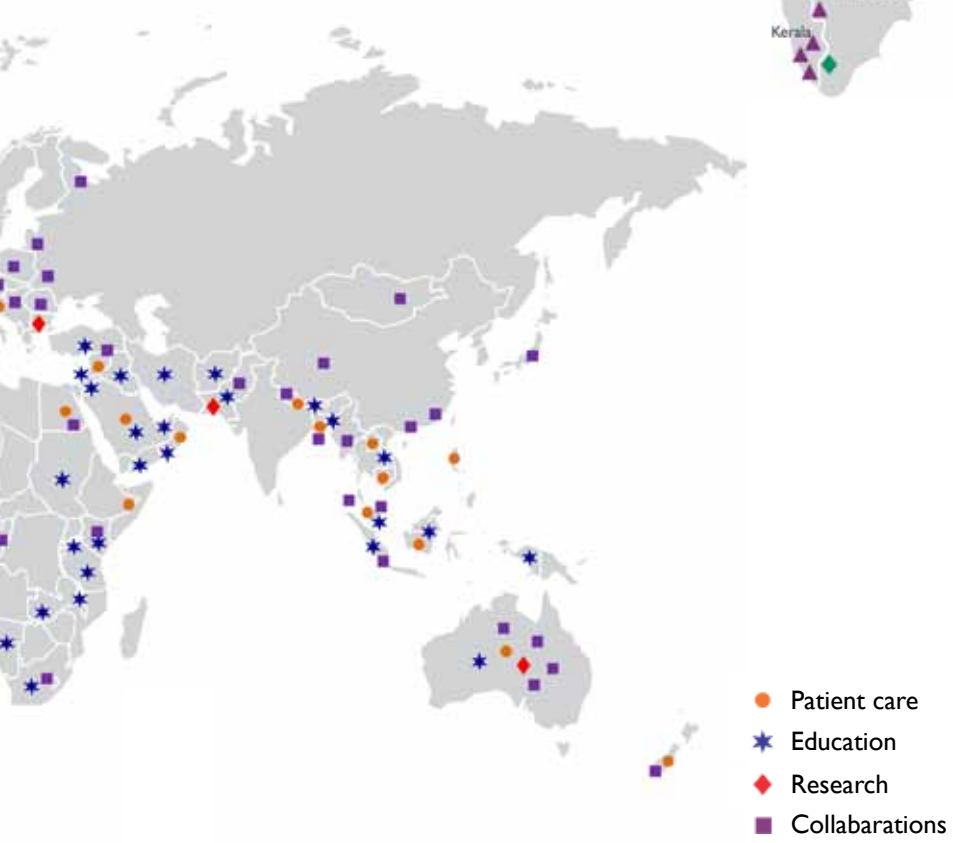 Kerala
Patient care
Education
Research
Collabarations